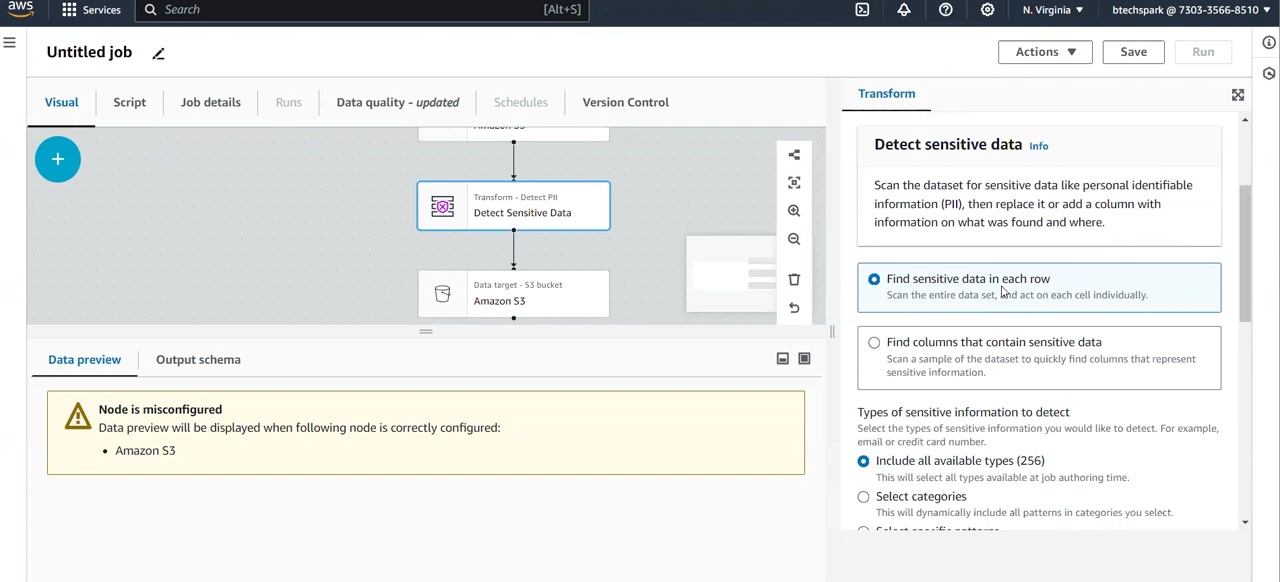 aws
Services
Search
[Alt+S]
N. Virginia ▼
btechspark @ 7303-3566-8510 ▼
Untitled job
Actions ▼
Save
Run
Visual
Script
Job details
Runs
Data quality - updated
Schedules
Version Control
Amazon S3
Transform - Detect PII
Detect Sensitive Data
Data target - S3 bucket
Amazon S3
Data preview
Output schema
Node is misconfigured
Data preview will be displayed when following node is correctly configured:
• Amazon S3
Transform
Detect sensitive data Info
Scan the dataset for sensitive data like personal identifiable
information (PII), then replace it or add a column with
information on what was found and where.
Find sensitive data in each row
Scan the entire data set, and act on each cell individually.
Find columns that contain sensitive data
Scan a sample of the dataset to quickly find columns that represent
sensitive information.
Types of sensitive information to detect
Select the types of sensitive information you would like to detect. For example,
email or credit card number.
Include all available types (256)
This will select all types available at job authoring time.
Select categories
This will dynamically include all patterns in categories you select.
Select specific patterns